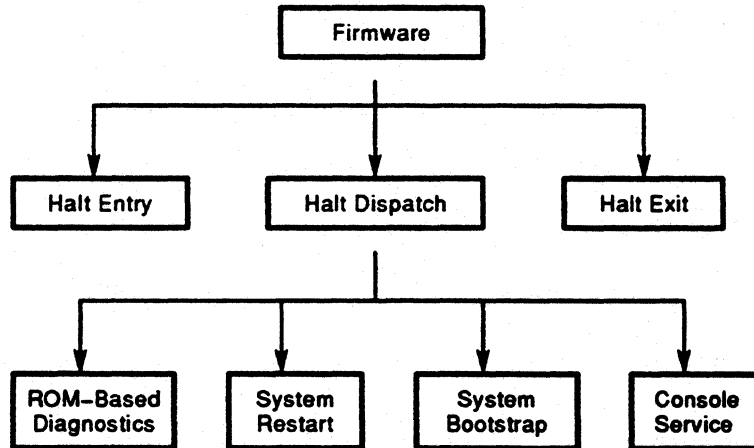 Firmware
Halt Entry
Halt Dispatch
Halt Exit
ROM-Based
Diagnostics
System
Restart
System
Bootstrap
Console
Service